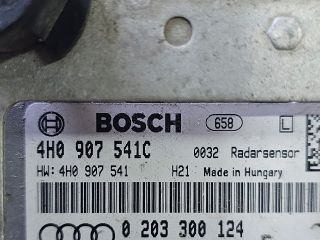 BOSCH 658 L
4H0 907 541C 0032 Radarsensor
HW: 4H0 907 541 H21 Made in Hungary
0 203 300 124